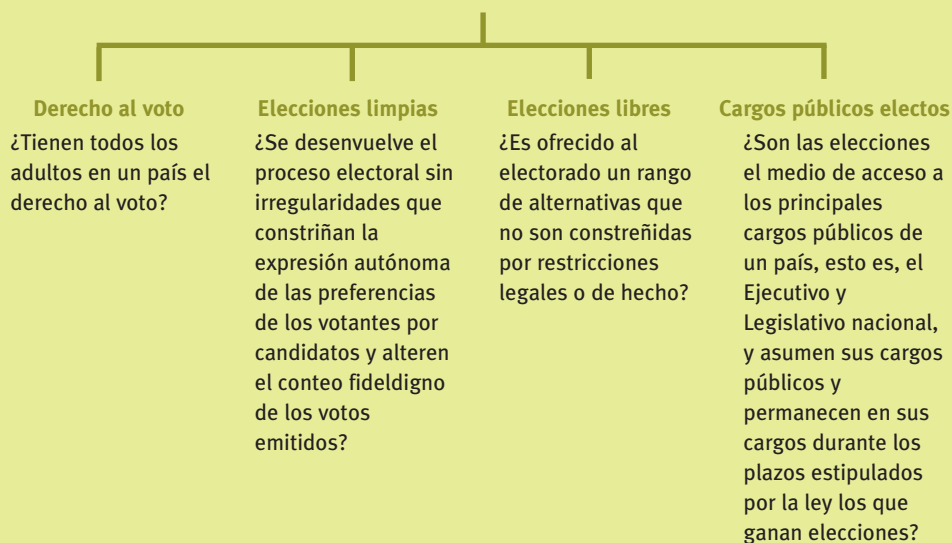 Derecho al voto
¿Tienen todos los
adultos en un país el
derecho al voto?
Elecciones limpias
¿Se desenvuelve el
proceso electoral sin
irregularidades que
constriñan la
expresión autónoma
de las preferencias
de los votantes por
candidatos y alteren
el conteo fideldigno
de los votos
emitidos?
Elecciones libres
¿Es ofrecido al
electorado un rango
de alternativas que
no son constreñidas
por restricciones
legales o de hecho?
Cargos públicos electos
¿Son las elecciones
el medio de acceso a
los principales
cargos públicos de
un país, esto es, el
Ejecutivo y
Legislativo nacional,
y asumen sus cargos
públicos y
permanecen en sus
cargos durante los
plazos estipulados
por la ley los que
ganan elecciones?